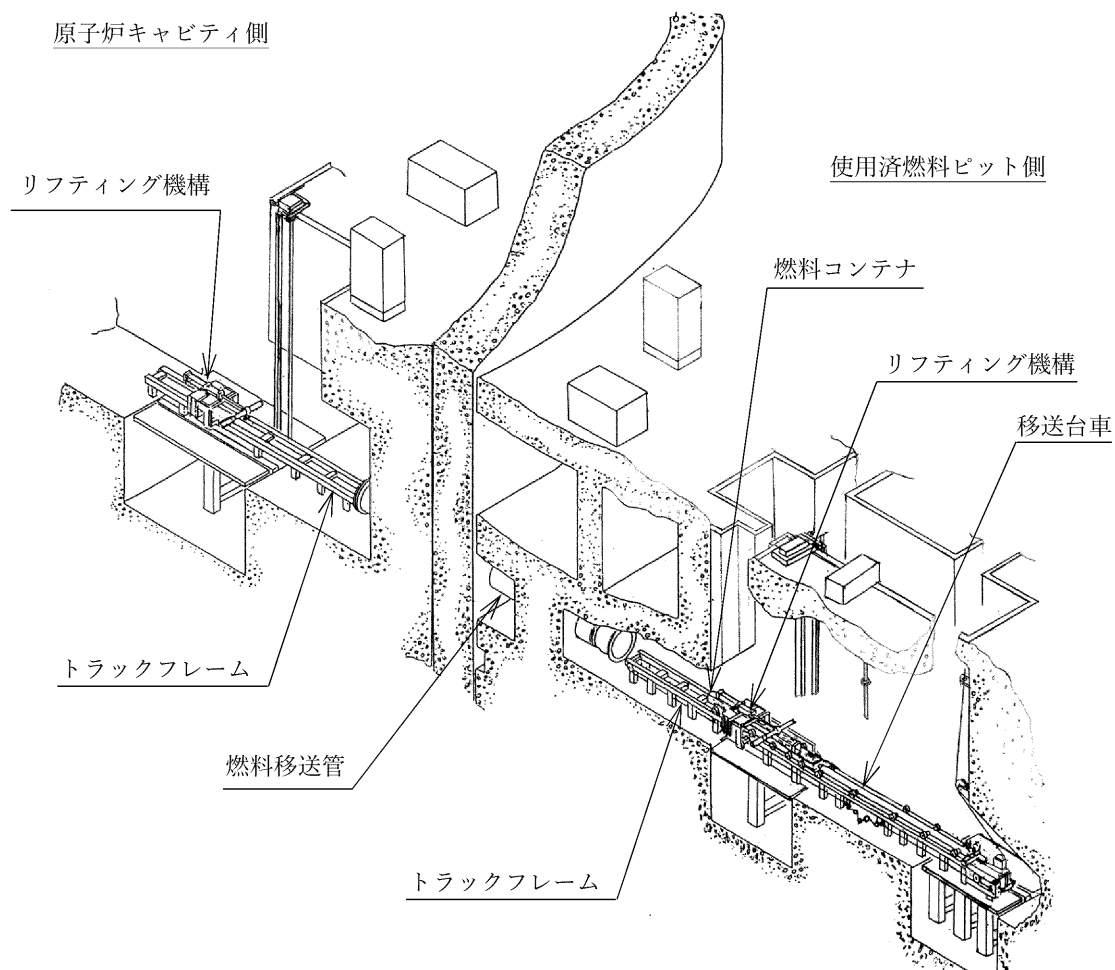 原子炉キャビティ側
使用済燃料ピット側
リフティング機構
燃料コンテナ
リフティング機構
移送台車
トラックフレーム
燃料移送管
トラックフレーム